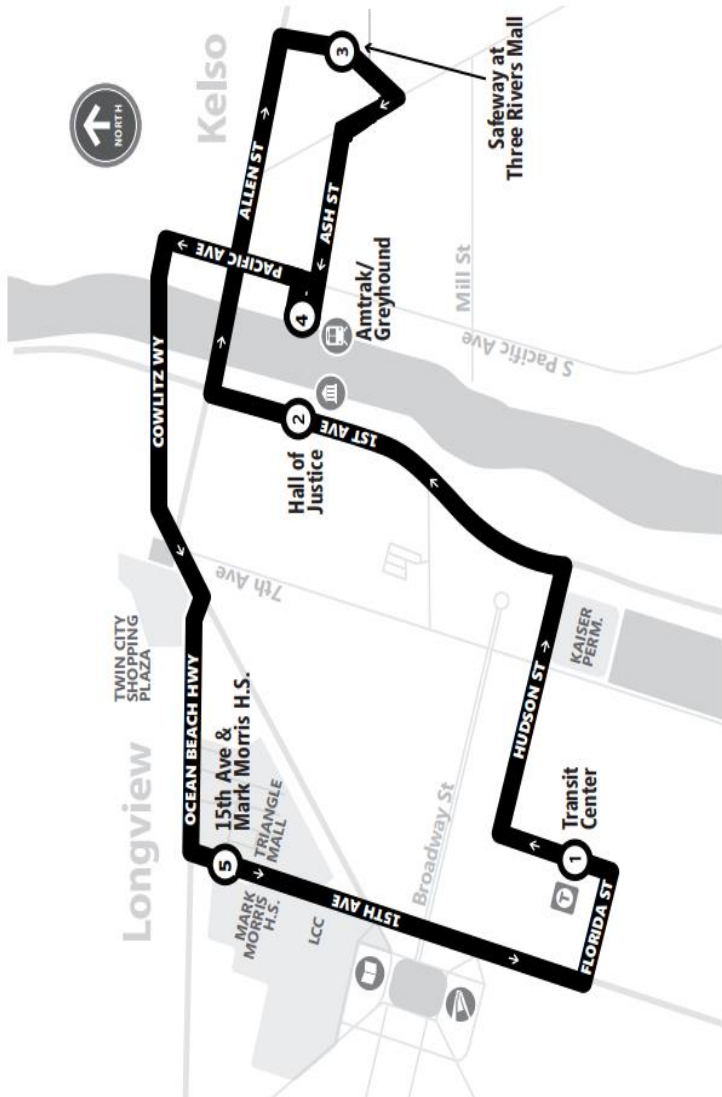 NORTH
Kelso
Longview
TWIN CITY
SHOPPING
PLAZA
COWLITZ WY
ALLEN ST
3
Safeway at
Three Rivers Mall
PACIFIC AVE
ASH ST
4
Amtrak/
Greyhound
Mill St
S Pacific Ave
2
Hall of
Justice
1ST AVE
7th Ave
OCEAN BEACH HWY
5
15th Ave &
Mark Morris H.S.
TRIANGLE
MALL
MARK
MORRIS
H.S.
LCC
15TH AVE
Broadway St
HUDSON ST
KAISER
PERM.
T
1
Transit
Center
FLORIDA ST